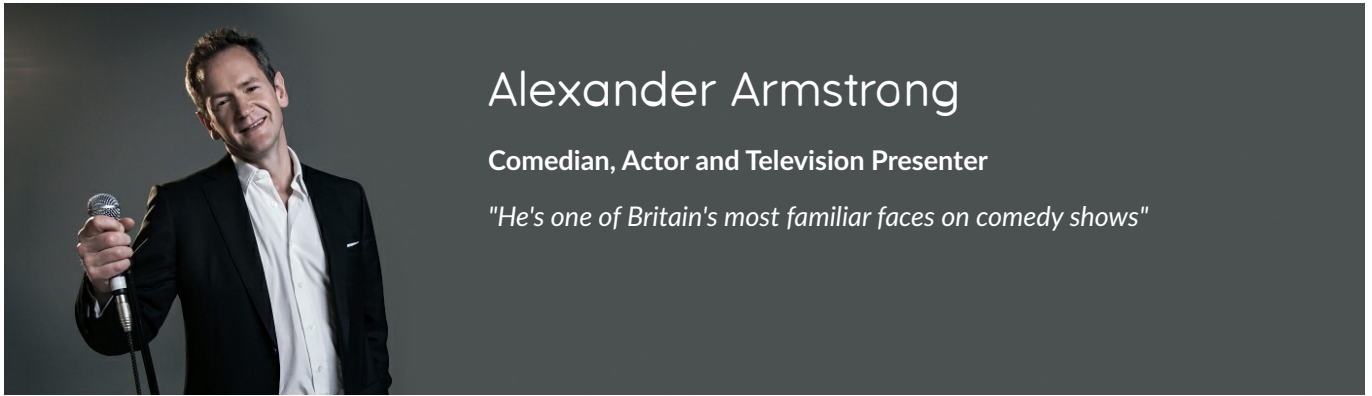 Alexander Armstrong
Comedian, Actor and Television Presenter
"He's one of Britain's most familiar faces on comedy shows"